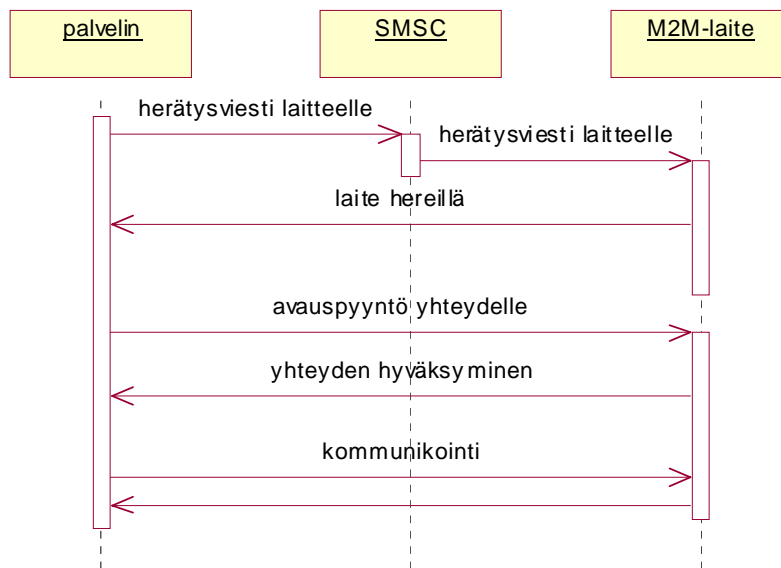 palvelin
SMSC
M2M-laite
herätysviesti laitteelle
herätysviesti laitteelle
laite hereillä
avauspyyntö yhteydelle
yhteyden hyväksyminen
kommunikointi